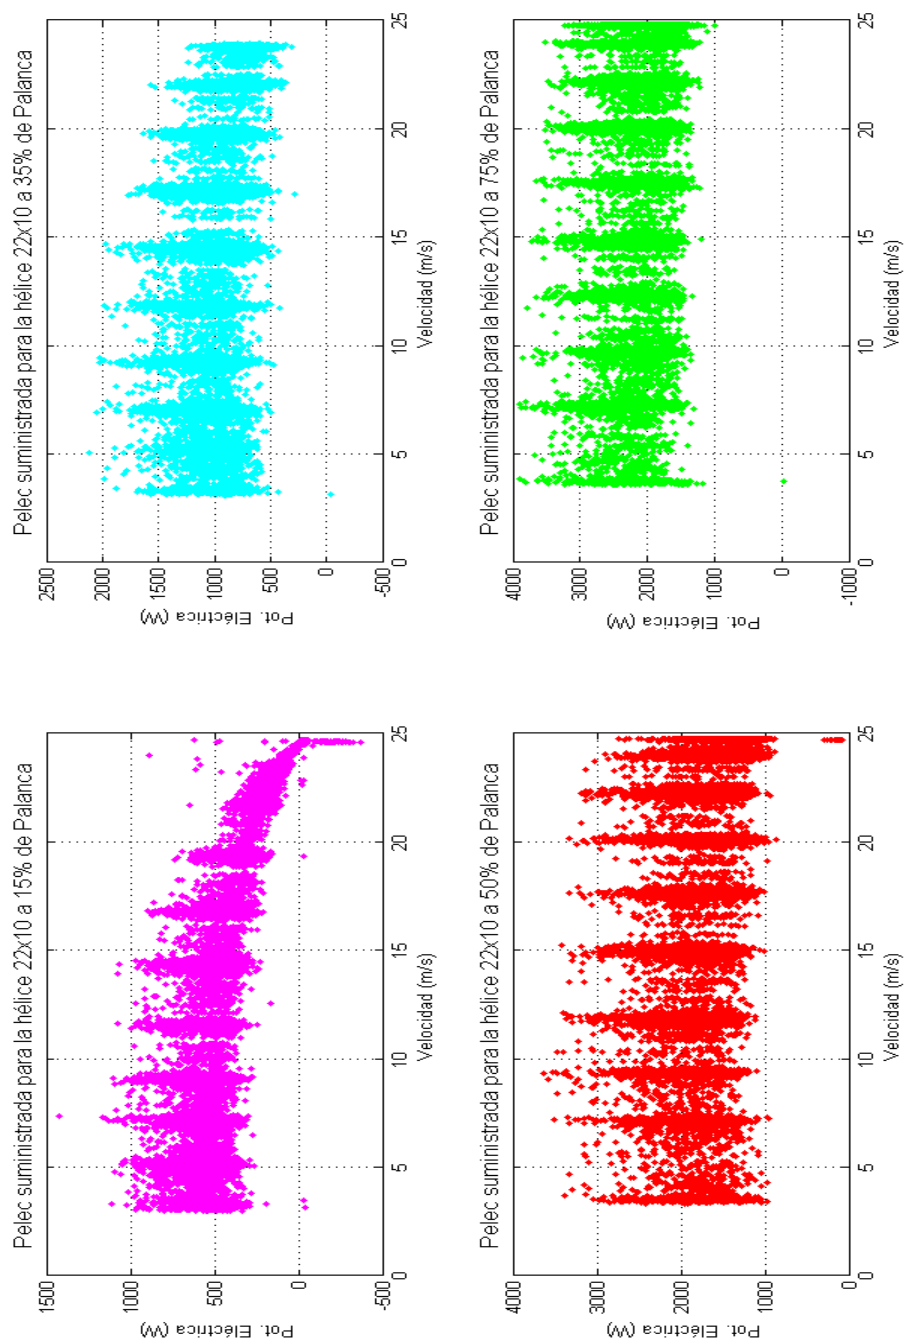 Pelec suministrada para la hélice 22x10 a 15% de Palanca
Pot. Eléctrica (W)
1500
1000
500
0
-500
0 5 10 15 20 25
Velocidad (m/s)
Pelec suministrada para la hélice 22x10 a 35% de Palanca
Pot. Eléctrica (W)
2500
2000
1500
1000
500
0
-500
0 5 10 15 20 25
Velocidad (m/s)
Pelec suministrada para la hélice 22x10 a 50% de Palanca
Pot. Eléctrica (W)
4000
3000
2000
1000
0
0 5 10 15 20 25
Velocidad (m/s)
Pelec suministrada para la hélice 22x10 a 75% de Palanca
Pot. Eléctrica (W)
4000
3000
2000
1000
0
-1000
0 5 10 15 20 25
Velocidad (m/s)